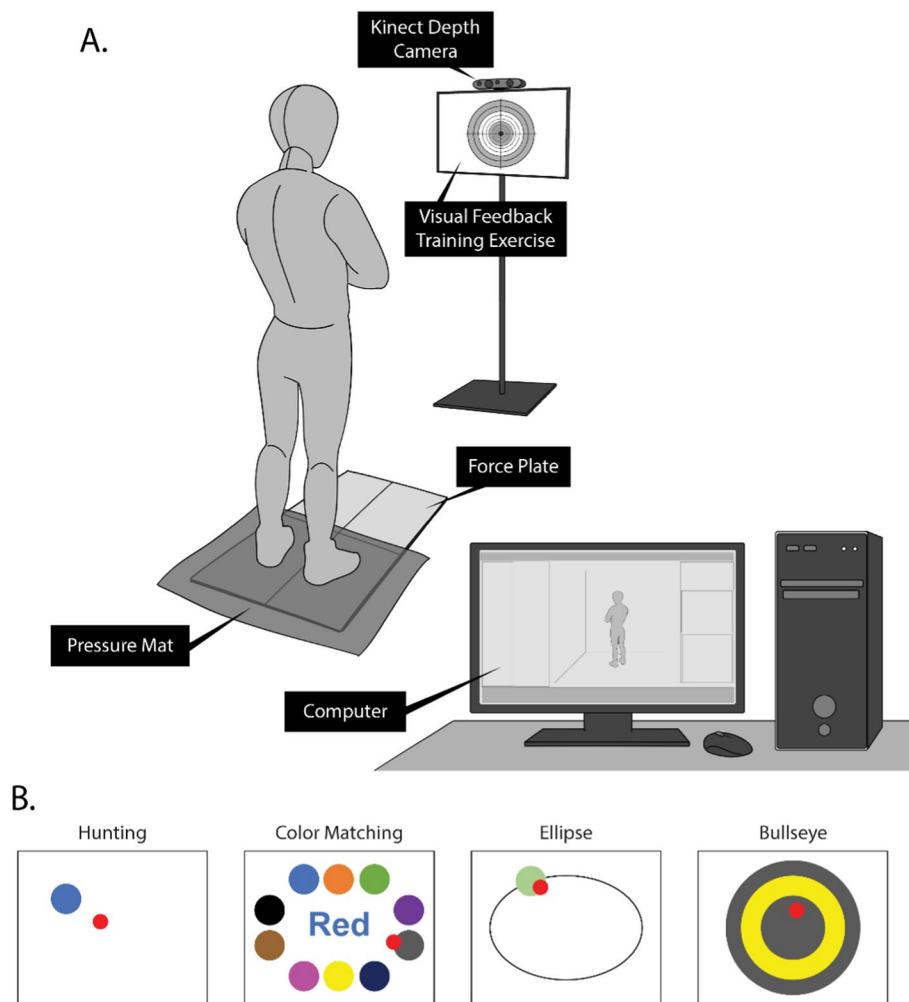 A.
Kinect Depth
Camera
Visual Feedback
Training Exercise
Force Plate
Pressure Mat
Computer
B.
Hunting
Color Matching
Ellipse
Bullseye
Red